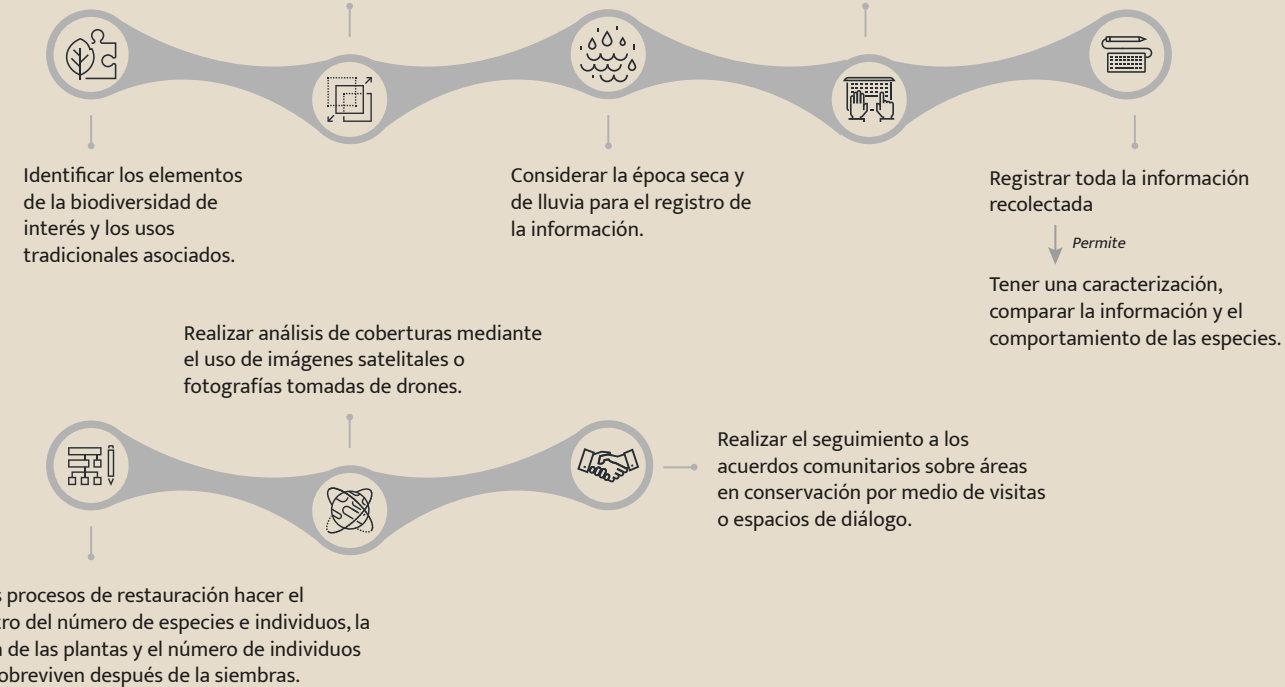 Identificar los elementos
de la biodiversidad de
interés y los usos
tradicionales asociados.
Considerar la época seca y
de lluvia para el registro de
la información.
Registrar toda la información
recolectada
Permite
Tener una caracterización,
comparar la información y el
comportamiento de las especies.
Realizar análisis de coberturas mediante
el uso de imágenes satelitales o
fotografías tomadas de drones.
Realizar el seguimiento a los
acuerdos comunitarios sobre áreas
en conservación por medio de visitas
o espacios de diálogo.
procesos de restauración hacer el
del número de especies e individuos, la
de las plantas y el número de individuos
después de la siembras.